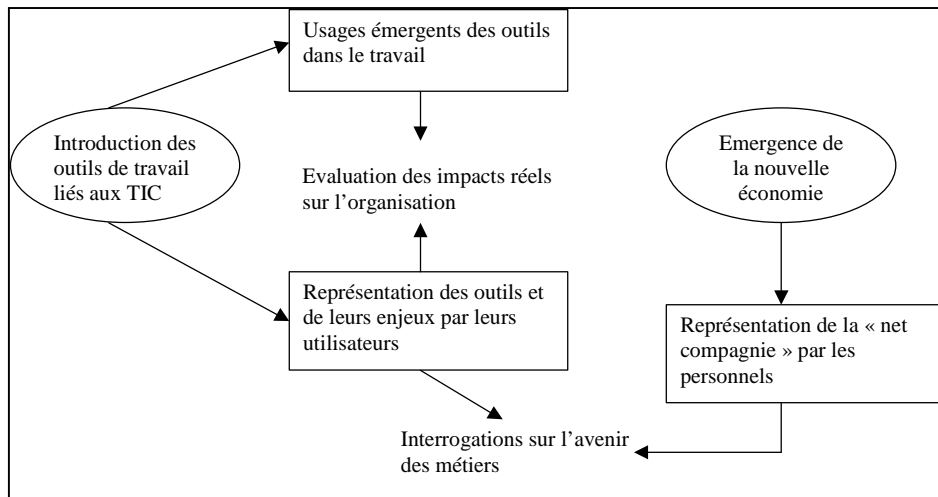 Usages émergents des outils
dans le travail
Introduction des
outils de travail
liés aux TIC
Emergence de
la nouvelle
économie
Evaluation des impacts réels
sur l’organisation
Représentation des outils et
de leurs enjeux par leurs
utilisateurs
Représentation de la « net
compagnie » par les
personnels
Interrogations sur l’avenir
des métiers